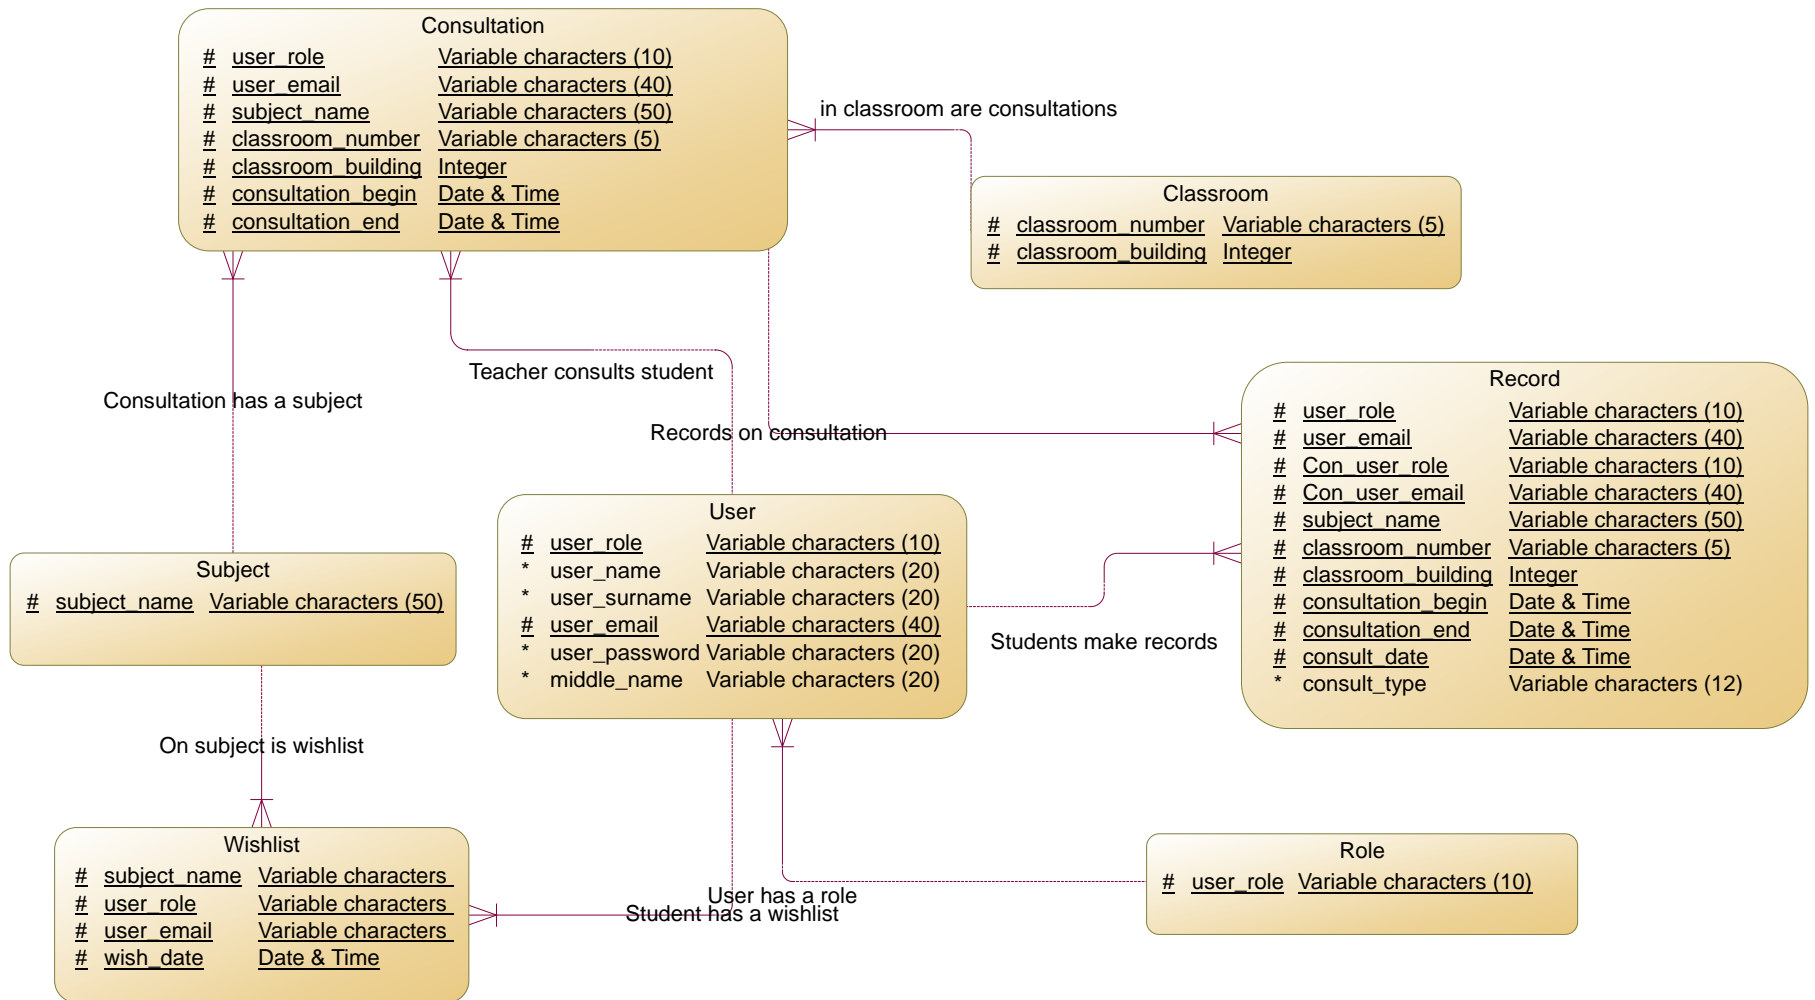 Consultation
# user_role Variable characters (10)
# user_email Variable characters (40)
# subject_name Variable characters (50)
# classroom_number Variable characters (5)
# classroom_building Integer
# consultation_begin Date & Time
# consultation_end Date & Time
in classroom are consultations
Classroom
# classroom_number Variable characters (5)
# classroom_building Integer
Teacher consults student
Consultation has a subject
Records on consultation
Record
# user_role Variable characters (10)
# user_email Variable characters (40)
# Con_user_role Variable characters (10)
# Con_user_email Variable characters (40)
# subject_name Variable characters (50)
# classroom_number Variable characters (5)
# classroom_building Integer
# consultation_begin Date & Time
# consultation_end Date & Time
# consult_date Date & Time
* consult_type Variable characters (12)
User
# user_role Variable characters (10)
* user_name Variable characters (20)
* user_surname Variable characters (20)
# user_email Variable characters (40)
* user_password Variable characters (20)
* middle_name Variable characters (20)
Subject
# subject_name Variable characters (50)
Students make records
On subject is wishlist
Wishlist
# subject_name Variable characters
# user_role Variable characters
# user_email Variable characters
# wish_date Date & Time
User has a role
Student has a wishlist
Role
# user_role Variable characters (10)